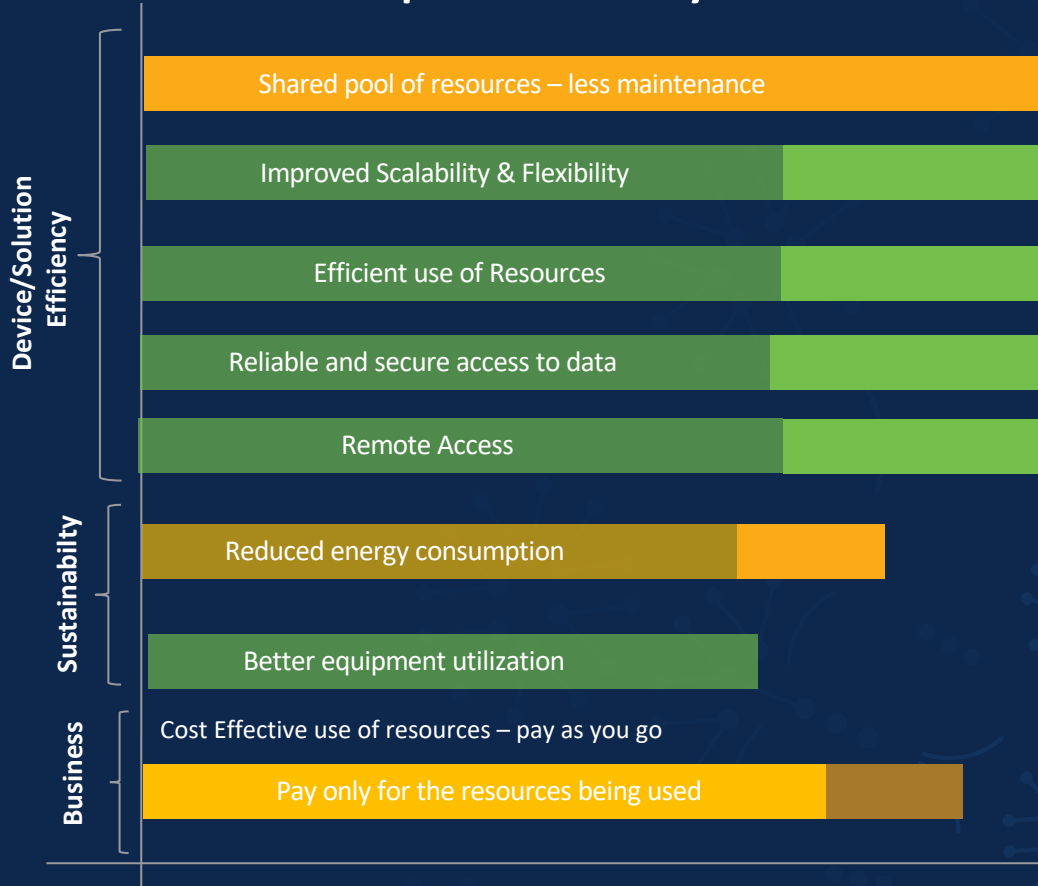 Device/Solution
Efficiency
Shared pool of resources – less maintenance
Improved Scalability & Flexibility
Efficient use of Resources
Reliable and secure access to data
Remote Access
Sustainabilty
Reduced energy consumption
Better equipment utilization
Business
Cost Effective use of resources – pay as you go
Pay only for the resources being used